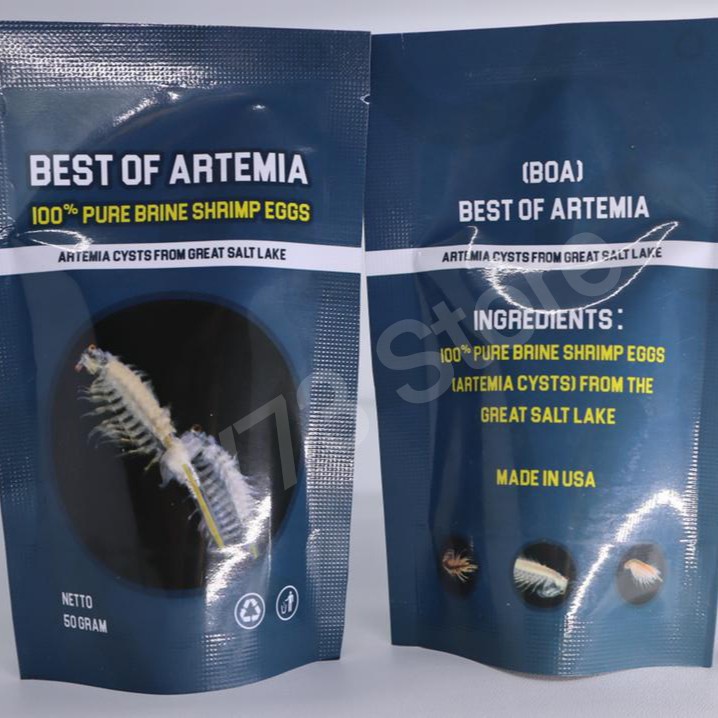 BEST OF ARTEMIA
100% PURE BRINE SHRIMP EGGS
ARTEMIA CYSTS FROM GREAT SALT LAKE
NETTO
50 GRAM
(BOA)
BEST OF ARTEMIA
ARTEMIA CYSTS FROM GREAT SALT LAKE
INGREDIENTS:
100% PURE BRINE SHRIMP EGGS
(ARTEMIA CYSTS) FROM THE
GREAT SALT LAKE
MADE IN USA
Store